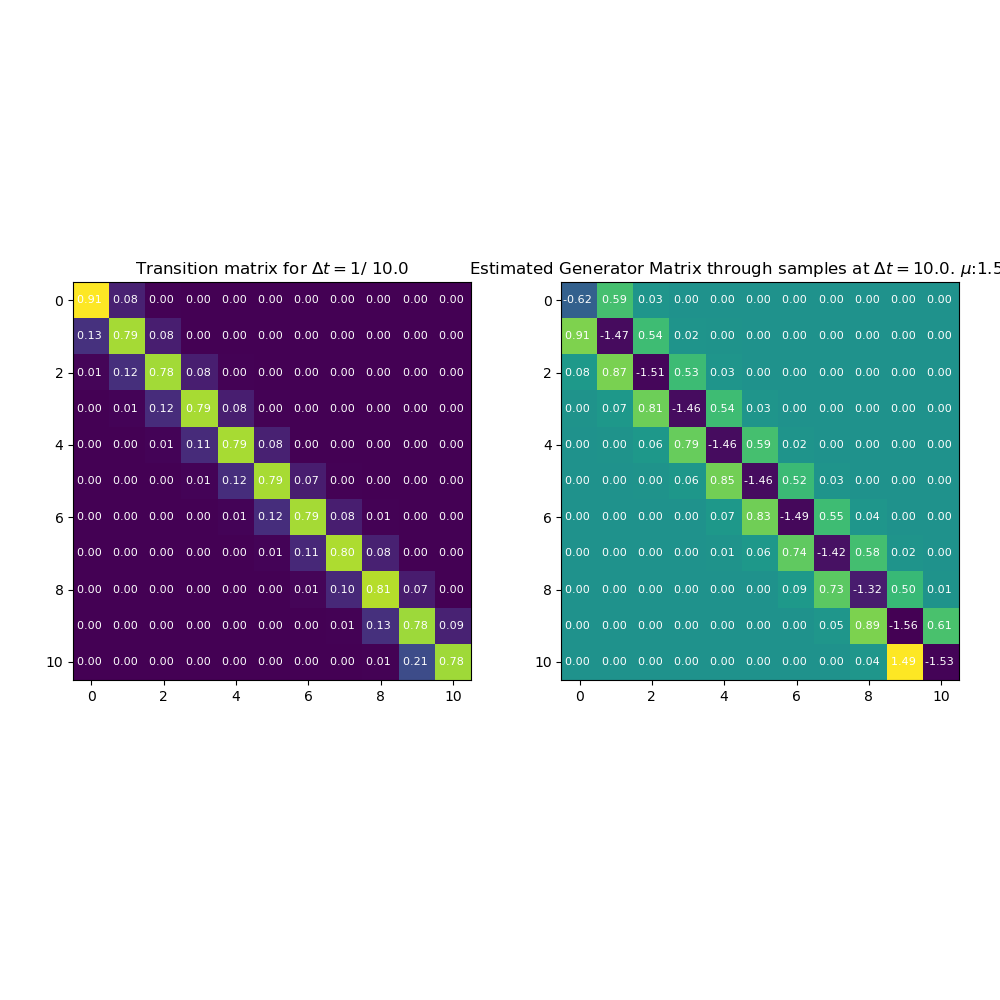 Transition matrix for Δt = 1/ 10.0
0 0.91 0.08 0.00 0.00 0.00 0.00 0.00 0.00 0.00 0.00 0.00
0.13 0.79 0.08 0.00 0.00 0.00 0.00 0.00 0.00 0.00 0.00
2 0.01 0.12 0.78 0.08 0.00 0.00 0.00 0.00 0.00 0.00 0.00
0.00 0.01 0.12 0.79 0.08 0.00 0.00 0.00 0.00 0.00 0.00
4 0.00 0.00 0.01 0.11 0.79 0.08 0.00 0.00 0.00 0.00 0.00
0.00 0.00 0.00 0.01 0.12 0.79 0.07 0.00 0.00 0.00 0.00
6 0.00 0.00 0.00 0.00 0.01 0.12 0.79 0.08 0.01 0.00 0.00
0.00 0.00 0.00 0.00 0.00 0.01 0.11 0.80 0.08 0.00 0.00
8 0.00 0.00 0.00 0.00 0.00 0.00 0.01 0.10 0.81 0.07 0.00
0.00 0.00 0.00 0.00 0.00 0.00 0.00 0.01 0.13 0.78 0.09
10 0.00 0.00 0.00 0.00 0.00 0.00 0.00 0.00 0.01 0.21 0.78
0 2 4 6 8 10
Estimated Generator Matrix through samples at Δt = 10.0. μ:1.5
0 -0.62 0.59 0.03 0.00 0.00 0.00 0.00 0.00 0.00 0.00 0.00
0.91 -1.47 0.54 0.02 0.00 0.00 0.00 0.00 0.00 0.00 0.00
2 0.08 0.87 -1.51 0.53 0.03 0.00 0.00 0.00 0.00 0.00 0.00
0.00 0.07 0.81 -1.46 0.54 0.03 0.00 0.00 0.00 0.00 0.00
4 0.00 0.00 0.06 0.79 -1.46 0.59 0.02 0.00 0.00 0.00 0.00
0.00 0.00 0.00 0.06 0.85 -1.46 0.52 0.03 0.00 0.00 0.00
6 0.00 0.00 0.00 0.00 0.07 0.83 -1.49 0.55 0.04 0.00 0.00
0.00 0.00 0.00 0.00 0.01 0.06 0.74 -1.42 0.58 0.02 0.00
8 0.00 0.00 0.00 0.00 0.00 0.00 0.09 0.73 -1.32 0.50 0.01
0.00 0.00 0.00 0.00 0.00 0.00 0.00 0.05 0.89 -1.56 0.61
10 0.00 0.00 0.00 0.00 0.00 0.00 0.00 0.00 0.04 1.49 -1.53
0 2 4 6 8 10